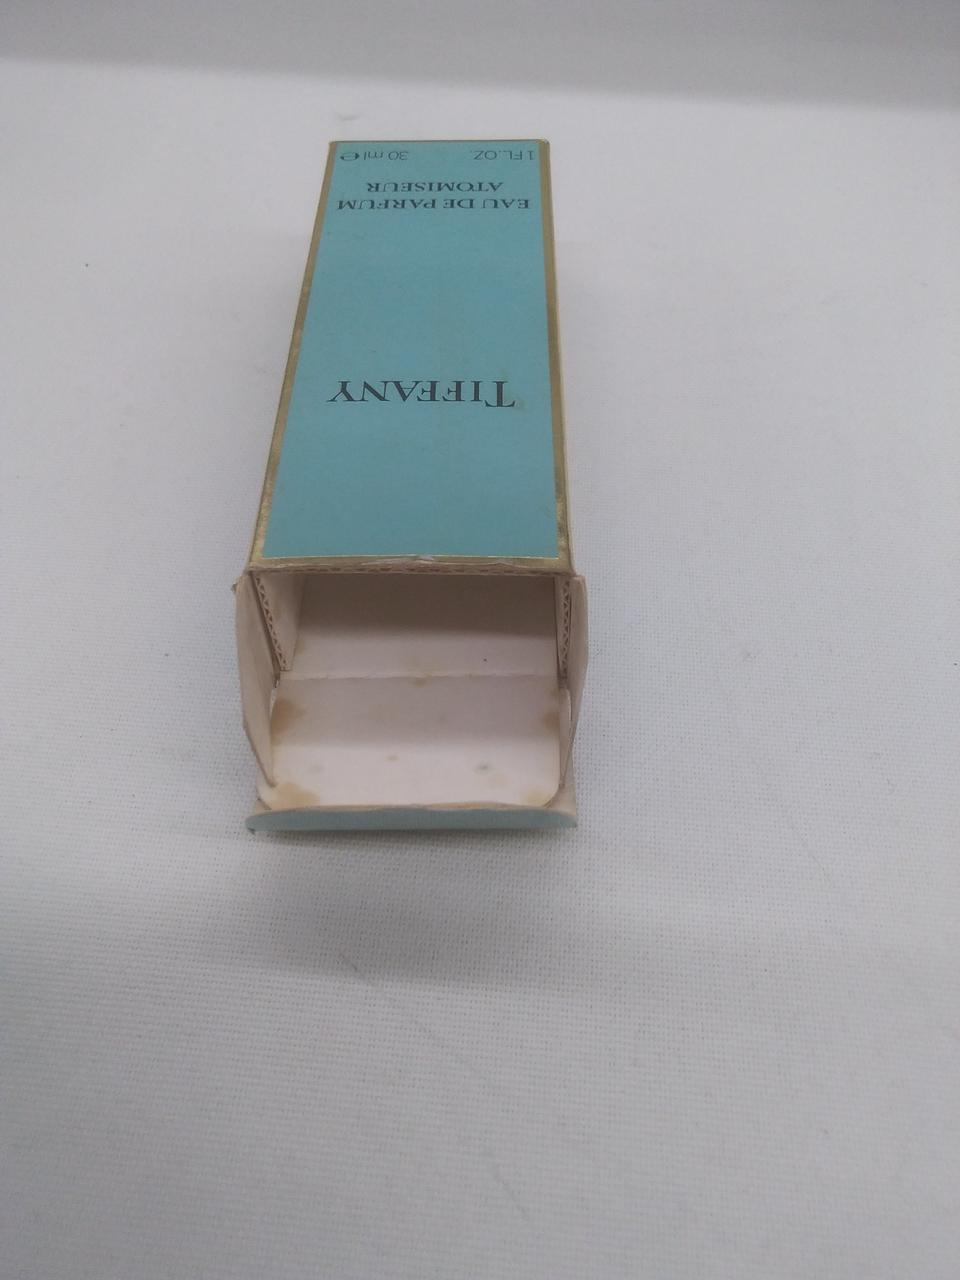 TIFFANY
EAU DE PARFUM
ATOMISEUR
1 FL.OZ. 30 ml ℮